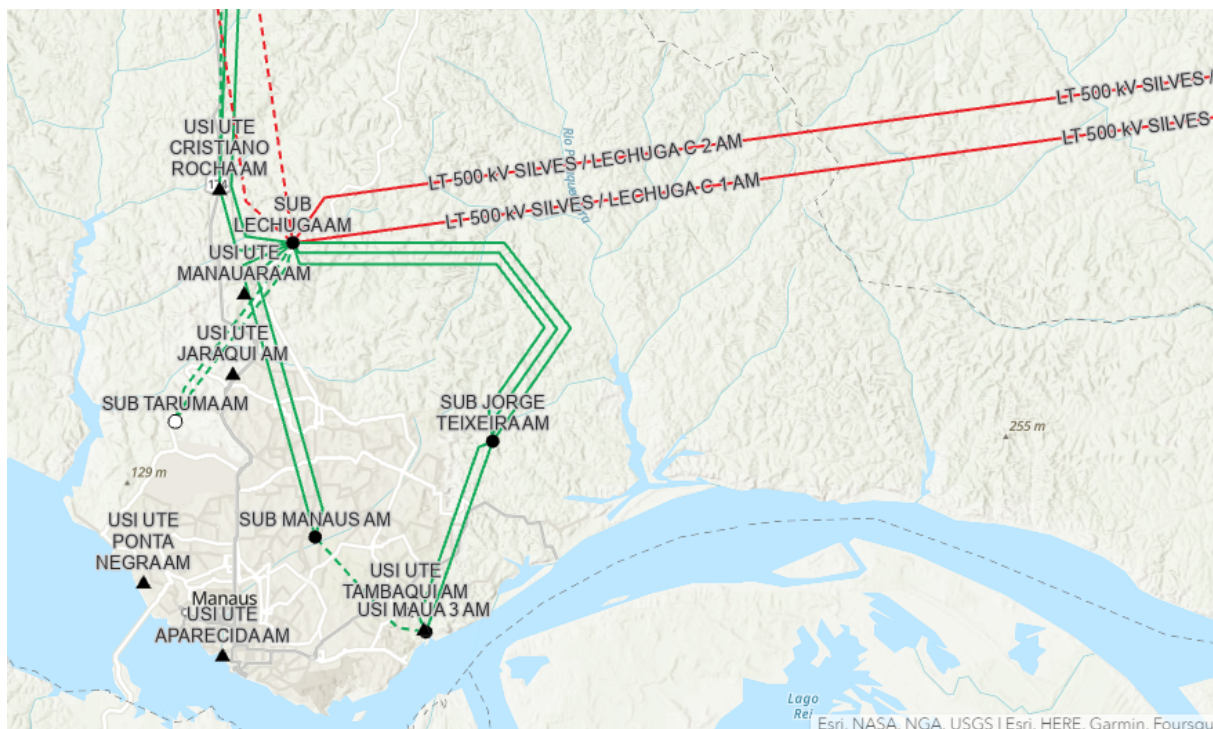 USI UTE
CRISTIANO
ROCHA AM
SUB
LECHUGA AM
LT 500 kV SILVES / LECHUGA C 2 AM
LT 500 kV SILVES /
LT 500 kV SILVES / LECHUGA C 1 AM
LT 500 kV SILVES
USI UTE
MANAUARA AM
USI UTE
JARAQUI AM
SUB TARUMA AM
SUB JORGE
TEIXEIRA AM
255 m
129 m
USI UTE
PONTA
NEGRA AM
SUB MANAUS AM
USI UTE
TAMBAQUI AM
USI MAUA 3 AM
Manaus
USI UTE
APARECIDA AM
Lago
Rei
Esri, NASA, NGA, USGS | Esri, HERE, Garmin, Foursqu